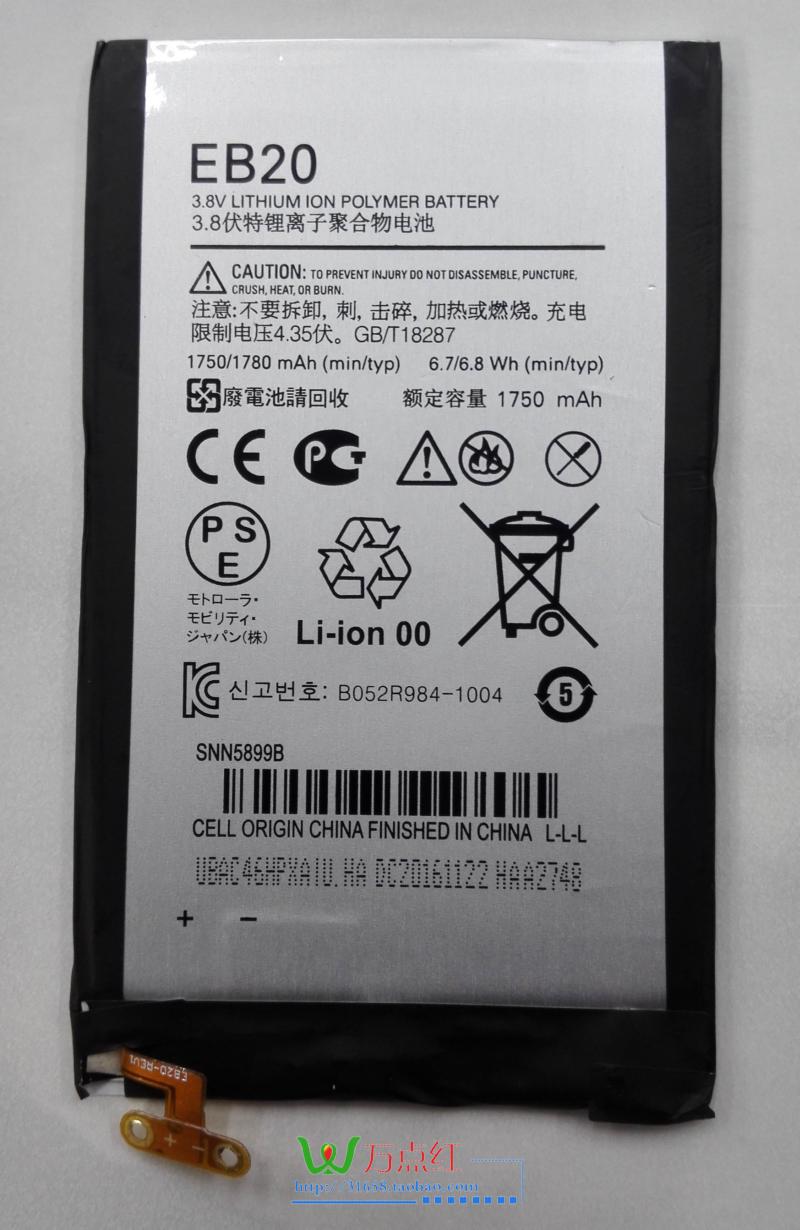 EB20
3.8V LITHIUM ION POLYMER BATTERY
3.8伏特锂离子聚合物电池
CAUTION: TO PREVENT INJURY DO NOT DISASSEMBLE, PUNCTURE,
CRUSH, HEAT, OR BURN.
注意:不要拆卸, 刺, 击碎, 加热或燃烧。充电
限制电压4.35伏。GB/T18287
1750/1780 mAh (min/typ) 6.7/6.8 Wh (min/typ)
廢電池請回收 额定容量 1750 mAh
CE PC T
P S
E
モトローラ・
モビリティ・
ジャパン(株)
Li-ion 00
신고번호: B052R984-1004 5
SNN5899B
CELL ORIGIN CHINA FINISHED IN CHINA L-L-L
UBAC46HPXA1U.HA DC20161122 HAA2748
+ −
EB20-REV1
+ −
万点红
http://31658.taobao.com